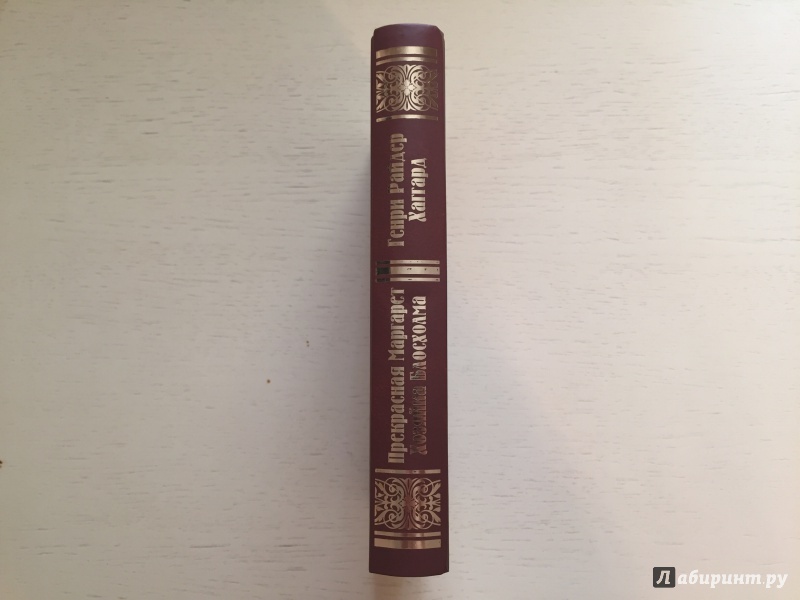 Генри Райдер
Хаггард
Прекрасная Маргарет
Хозяйка Блосхолма
Лабиринт.ру